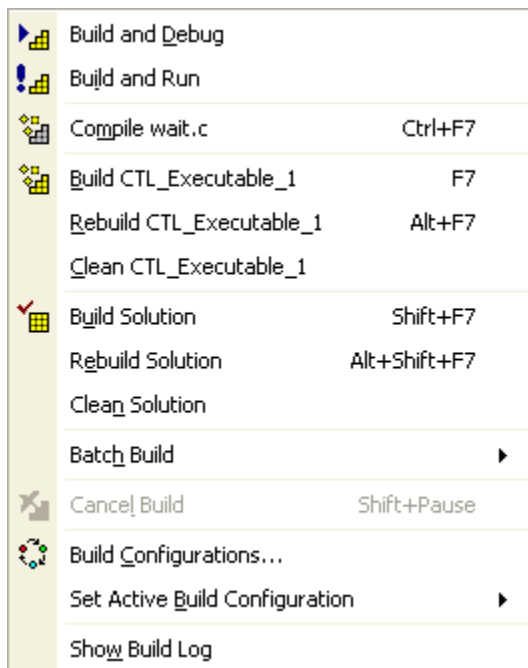 Build and Debug
Build and Run
Compile wait.c Ctrl+F7
Build CTL_Executable_1 F7
Rebuild CTL_Executable_1 Alt+F7
Clean CTL_Executable_1
Build Solution Shift+F7
Rebuild Solution Alt+Shift+F7
Clean Solution
Batch Build
Cancel Build Shift+Pause
Build Configurations...
Set Active Build Configuration
Show Build Log